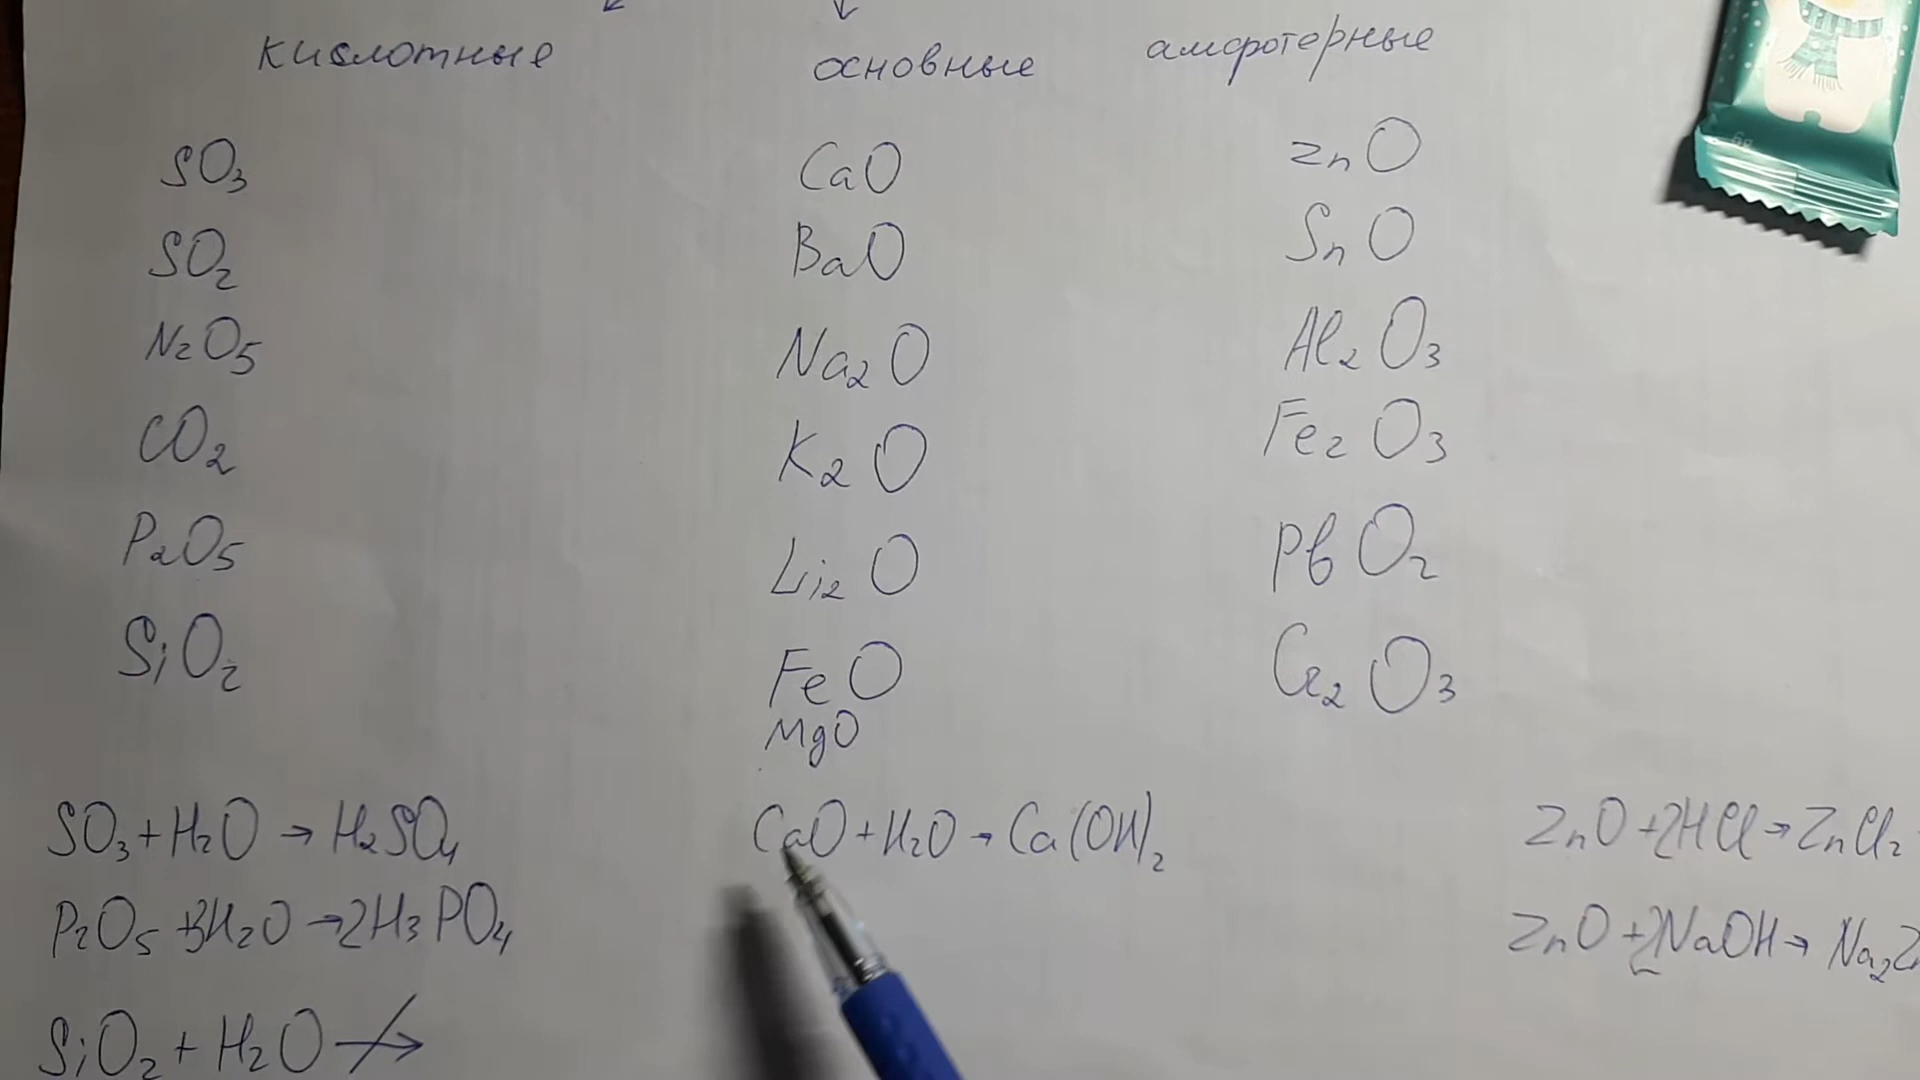 кислотные основные амфотерные
SO3 CaO ZnO
SO2 BaO SnO
N2O5 Na2O Al2O3
CO2 K2O Fe2O3
P2O5 Li2O PbO2
SiO2 FeO Cr2O3
MgO
SO3+H2O → H2SO4 CaO+H2O → Ca(OH)2 ZnO+2HCl→ZnCl2
P2O5+3H2O→2H3PO4 ZnO+2NaOH→Na2Z
SiO2+H2O